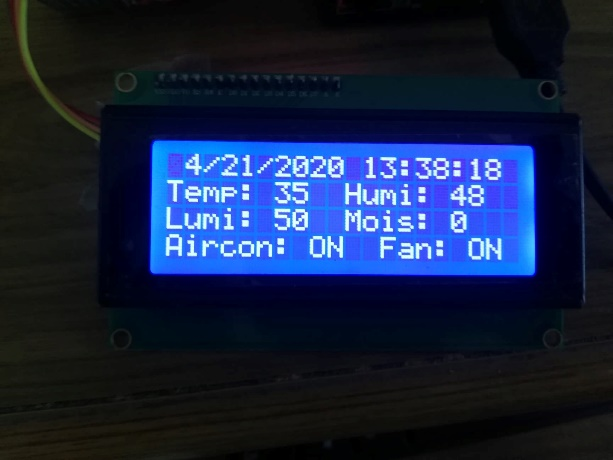 4/21/2020 13:38:18
Temp: 35 Humi: 48
Lumi: 50 Mois: 0
Aircon: ON Fan: ON